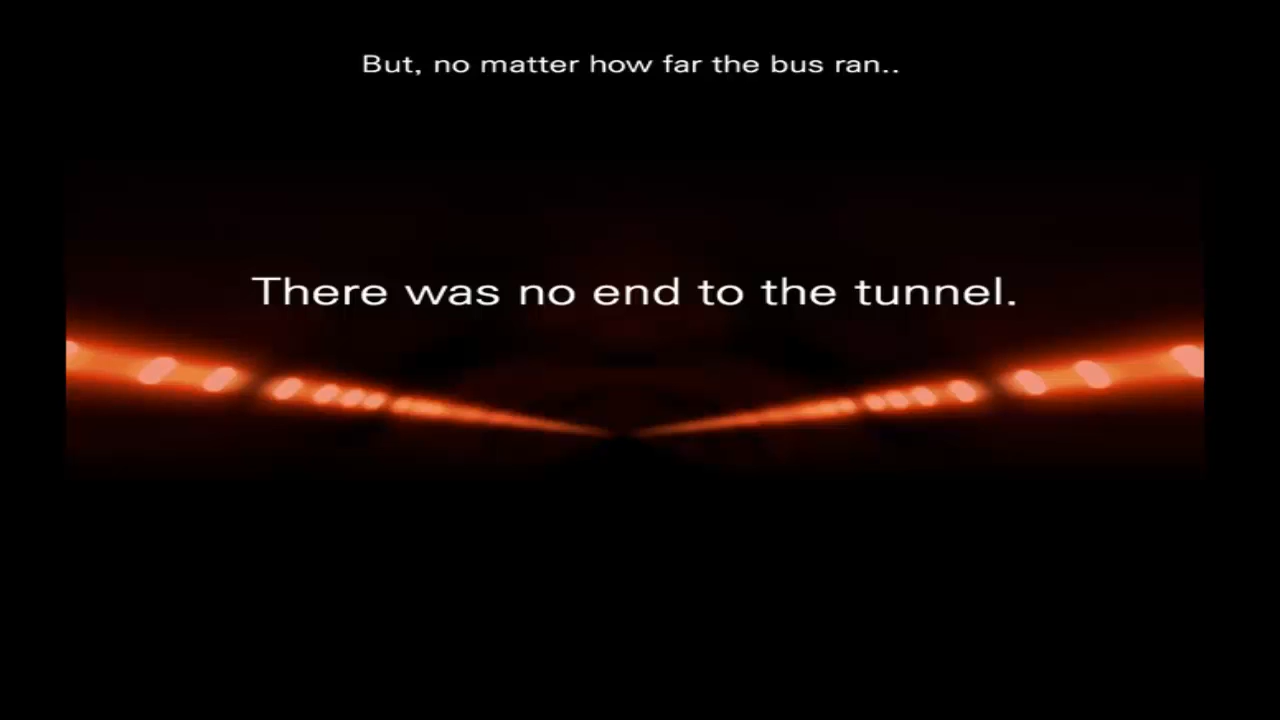 But, no matter how far the bus ran..
There was no end to the tunnel.